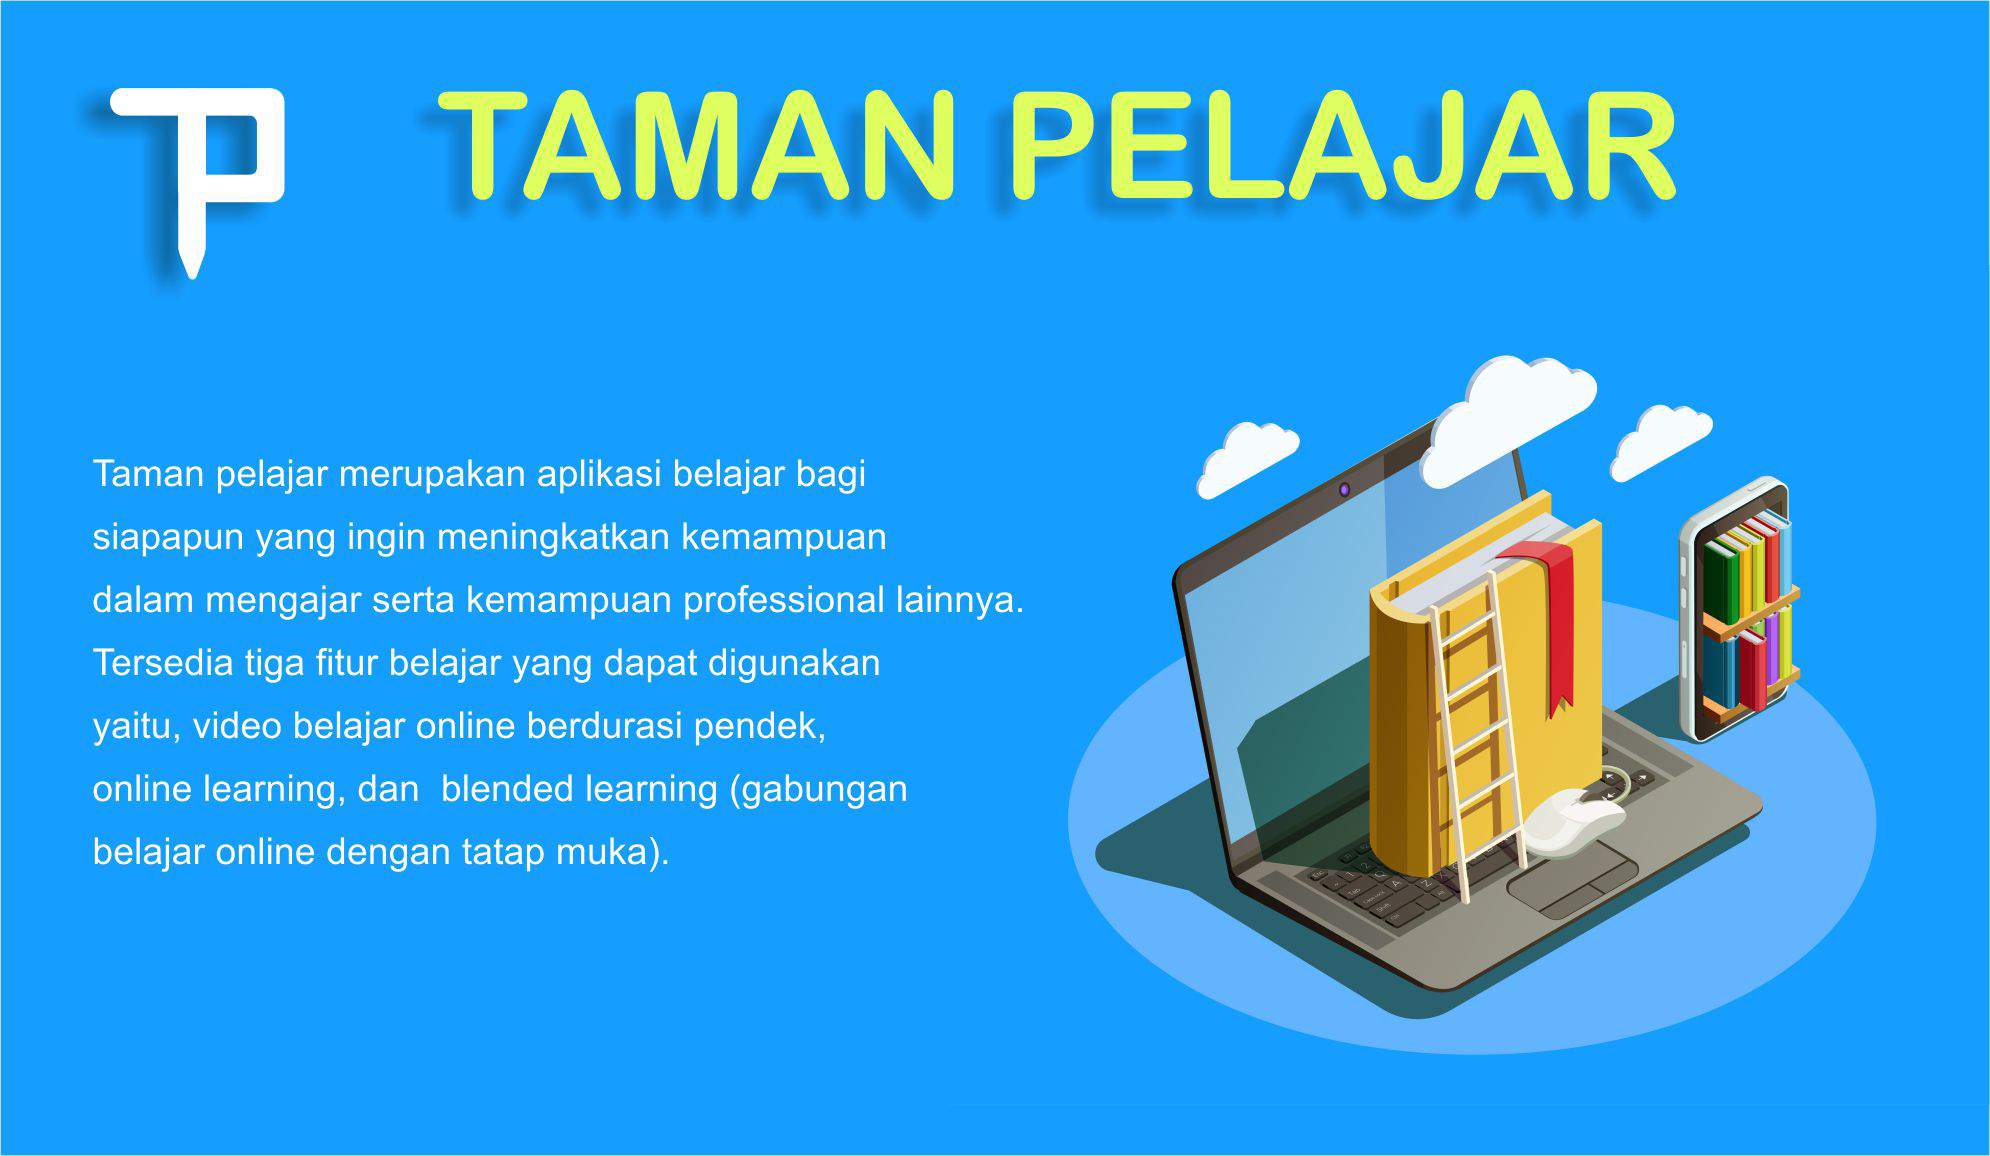 TP
TAMAN PELAJAR
Taman pelajar merupakan aplikasi belajar bagi
siapapun yang ingin meningkatkan kemampuan
dalam mengajar serta kemampuan professional lainnya.
Tersedia tiga fitur belajar yang dapat digunakan
yaitu, video belajar online berdurasi pendek,
online learning, dan  blended learning (gabungan
belajar online dengan tatap muka).